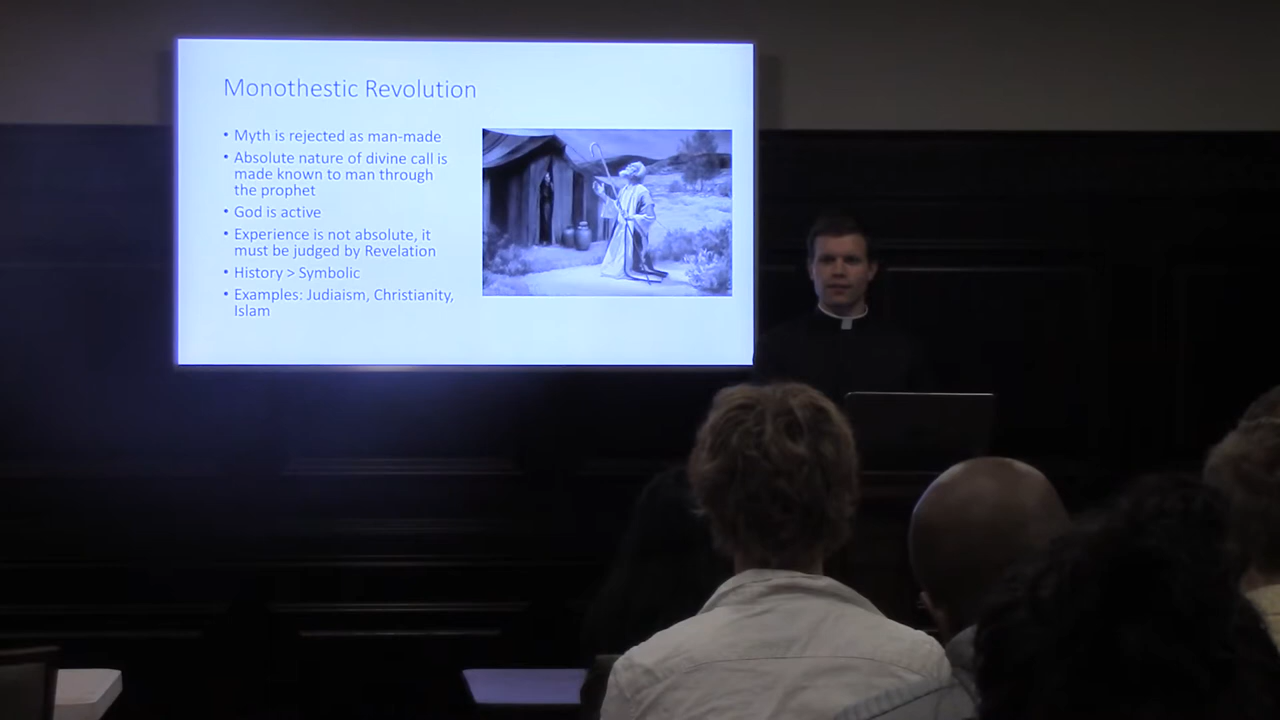 Monothestic Revolution
• Myth is rejected as man-made
• Absolute nature of divine call is
made known to man through
the prophet
• God is active
• Experience is not absolute, it
must be judged by Revelation
• History > Symbolic
• Examples: Judiaism, Christianity,
Islam